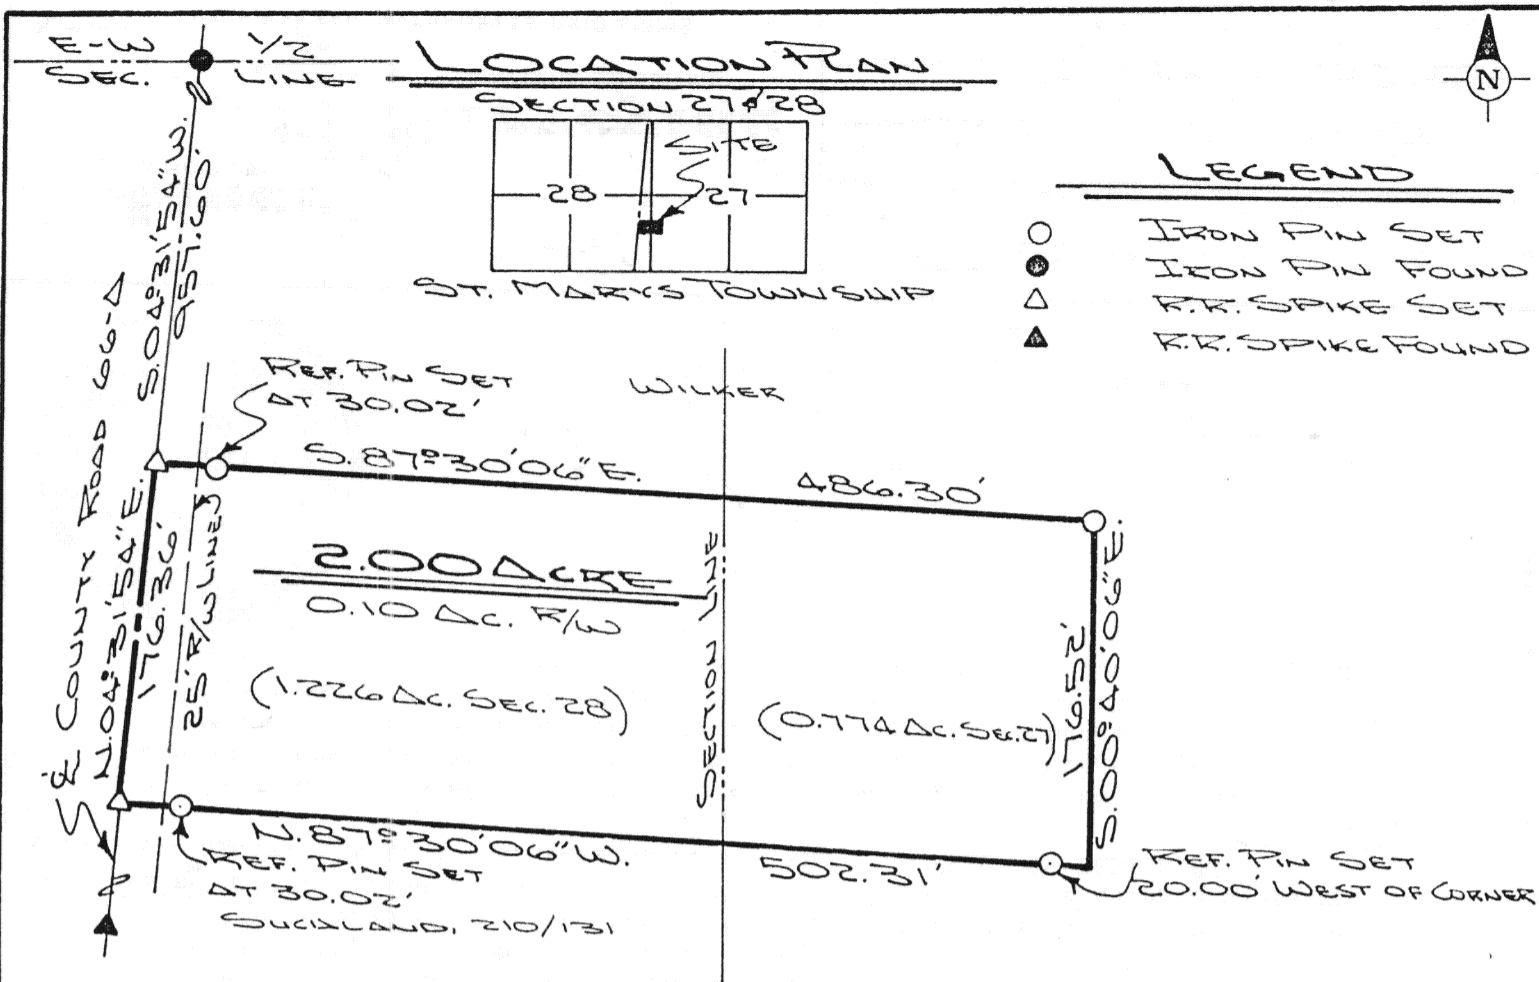 E-W 1/2
SEC. LINE
LOCATION PLAN
SECTION 27 & 28
SITE
28
27
ST. MARYS TOWNSHIP
N
LEGEND
IRON PIN SET
IRON PIN FOUND
R.R. SPIKE SET
R.R. SPIKE FOUND
S.04°31'54"W.
957.60'
REF. PIN SET
AT 30.02'
WILKER
S. 87°30'06"E.
486.30'
COUNTY ROAD 66-A
N.04°31'54"E.
176.36'
25' R/W LINES
2.00 ACRE
0.10 AC. R/W
(1.226 AC. SEC. 28)
SECTION LINE
(0.774 AC. SEC. 27)
176.52'
S.00°40'06"E.
N. 87°30'06"W.
502.31'
REF. PIN SET
AT 30.02'
REF. PIN SET
20.00' WEST OF CORNER
210/131